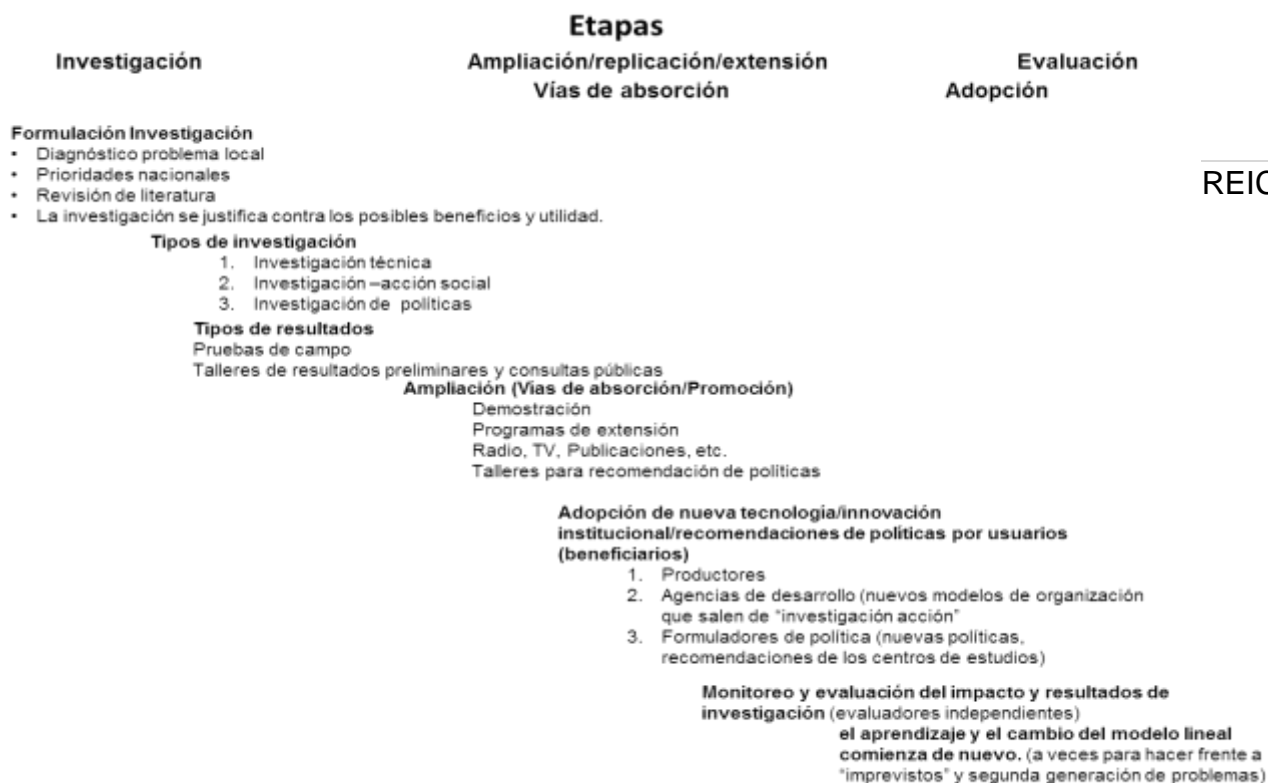 Etapas
Investigación Ampliación/replicación/extensión Evaluación
Vías de absorción Adopción
Formulación Investigación
• Diagnóstico problema local
• Prioridades nacionales
• Revisión de literatura
• La investigación se justifica contra los posibles beneficios y utilidad.
REIC
Tipos de investigación
1. Investigación técnica
2. Investigación –acción social
3. Investigación de políticas
Tipos de resultados
Pruebas de campo
Talleres de resultados preliminares y consultas públicas
Ampliación (Vías de absorción/Promoción)
Demostración
Programas de extensión
Radio, TV, Publicaciones, etc.
Talleres para recomendación de políticas
Adopción de nueva tecnología/innovación
institucional/recomendaciones de políticas por usuarios
(beneficiarios)
1. Productores
2. Agencias de desarrollo (nuevos modelos de organización
que salen de “investigación acción”
3. Formuladores de política (nuevas políticas,
recomendaciones de los centros de estudios)
Monitoreo y evaluación del impacto y resultados de
investigación (evaluadores independientes)
el aprendizaje y el cambio del modelo lineal
comienza de nuevo. (a veces para hacer frente a
“imprevistos” y segunda generación de problemas)